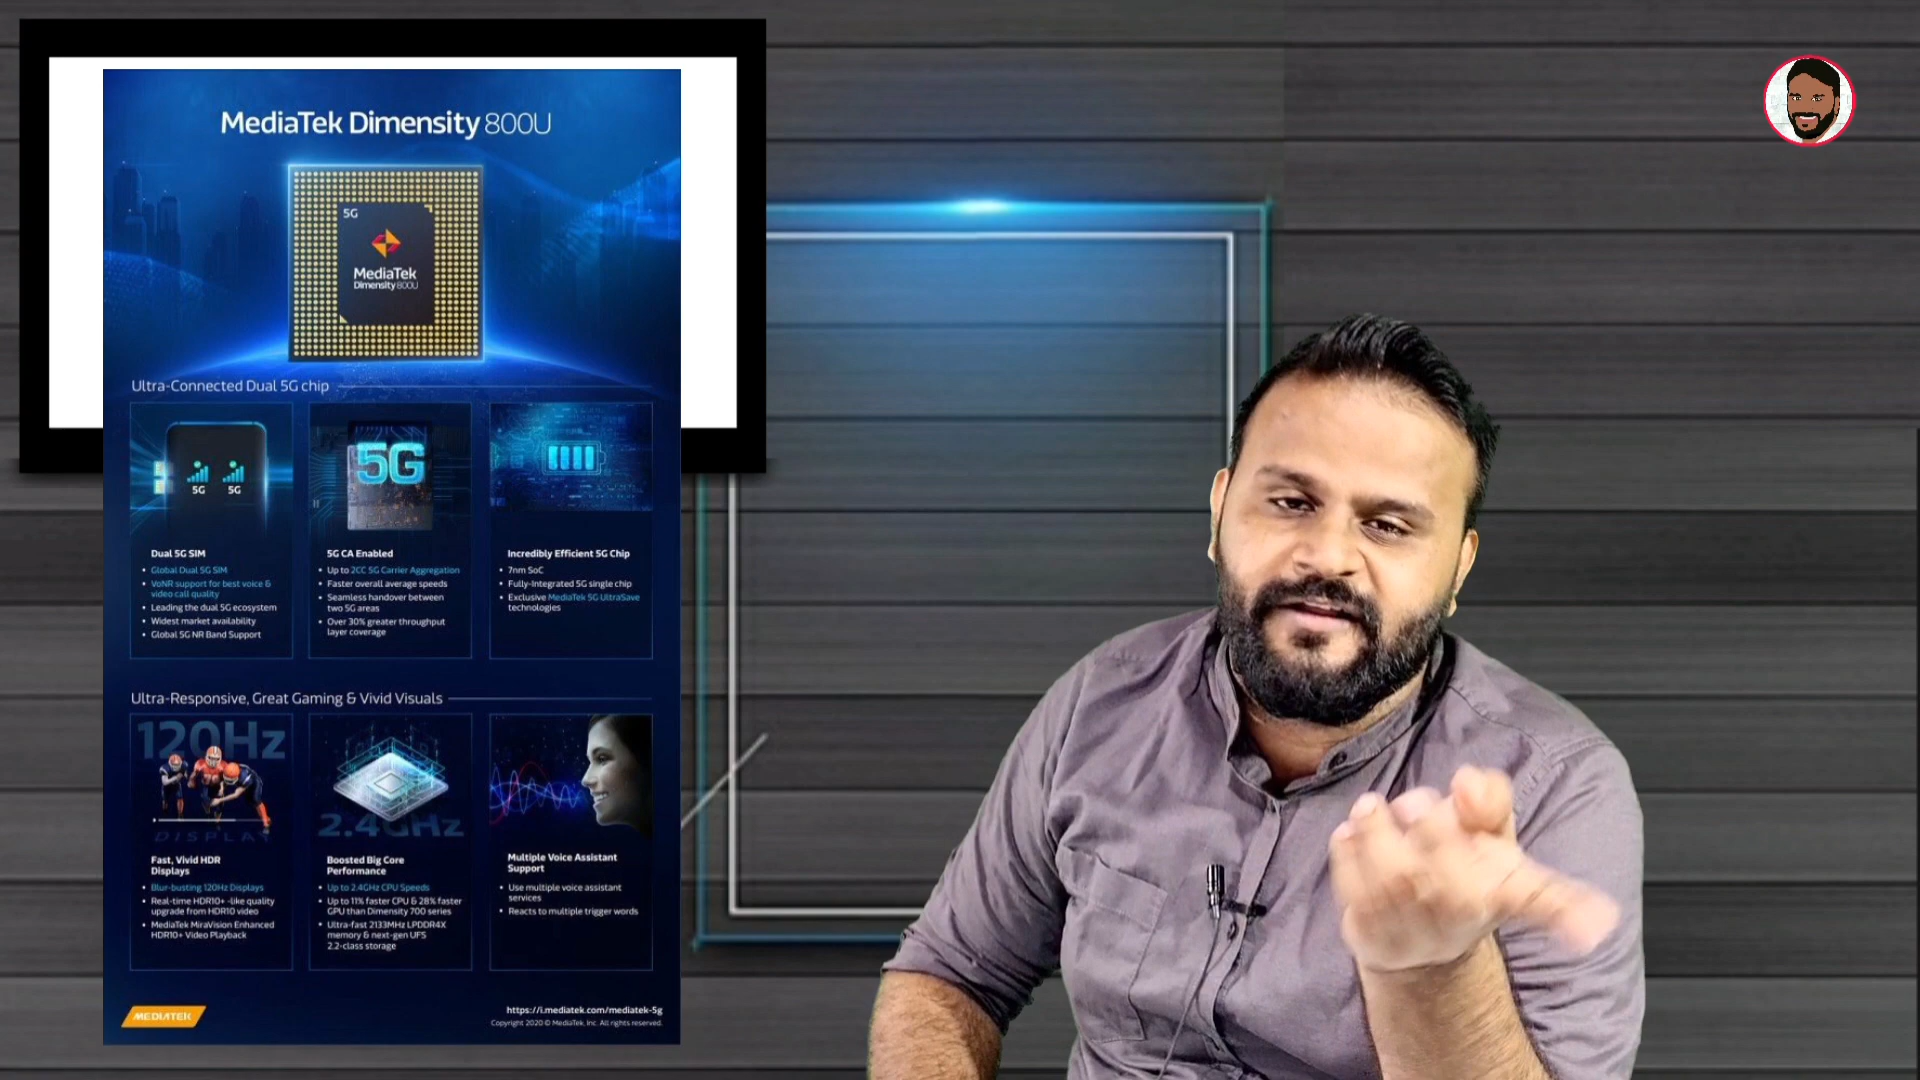 MediaTek Dimensity 800U
5G
MediaTek
Dimensity 800U
Ultra-Connected Dual 5G chip
5G 5G
5G
Dual 5G SIM
• Global Dual 5G SIM
• VoNR support for best voice &
video call quality
• Leading the dual 5G ecosystem
• Widest market availability
• Global 5G NR Band Support
5G CA Enabled
• Up to 2CC 5G Carrier Aggregation
• Faster overall average speeds
• Seamless handover between
two 5G areas
• Over 30% greater throughput
layer coverage
Incredibly Efficient 5G Chip
• 7nm SoC
• Fully-Integrated 5G single chip
• Exclusive MediaTek 5G UltraSave
technologies
Ultra-Responsive, Great Gaming & Vivid Visuals
120Hz
DISPLAY
Fast, Vivid HDR
Displays
• Blur-busting 120Hz Displays
• Real-time HDR10+ -like quality
upgrade from HDR10 video
• MediaTek MiraVision Enhanced
HDR10+ Video Playback
2.4GHz
Boosted Big Core
Performance
• Up to 2.4GHz CPU Speeds
• Up to 11% faster CPU & 28% faster
GPU than Dimensity 700 series
• Ultra-fast 2133MHz LPDDR4X
memory & next-gen UFS
2.2-class storage
Multiple Voice Assistant
Support
• Use multiple voice assistant
services
• Reacts to multiple trigger words
MEDIATEK
https://i.mediatek.com/mediatek-5g
Copyright 2020 © MediaTek, Inc. All rights reserved.